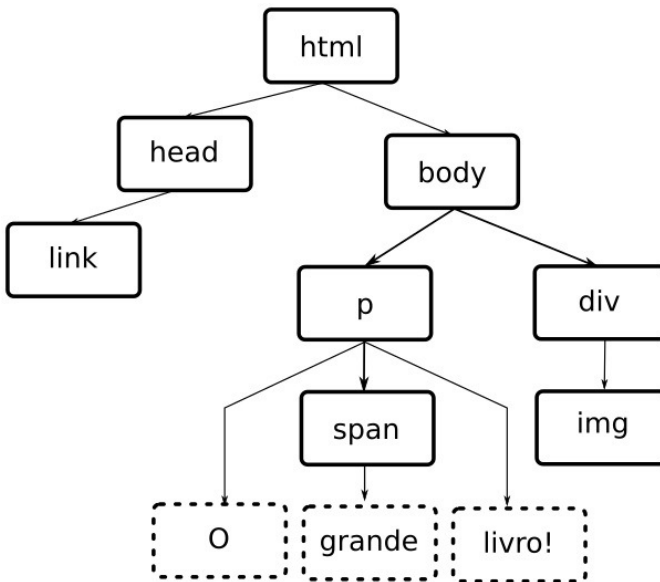 html
head
body
link
p
div
span
img
O
grande
livro!